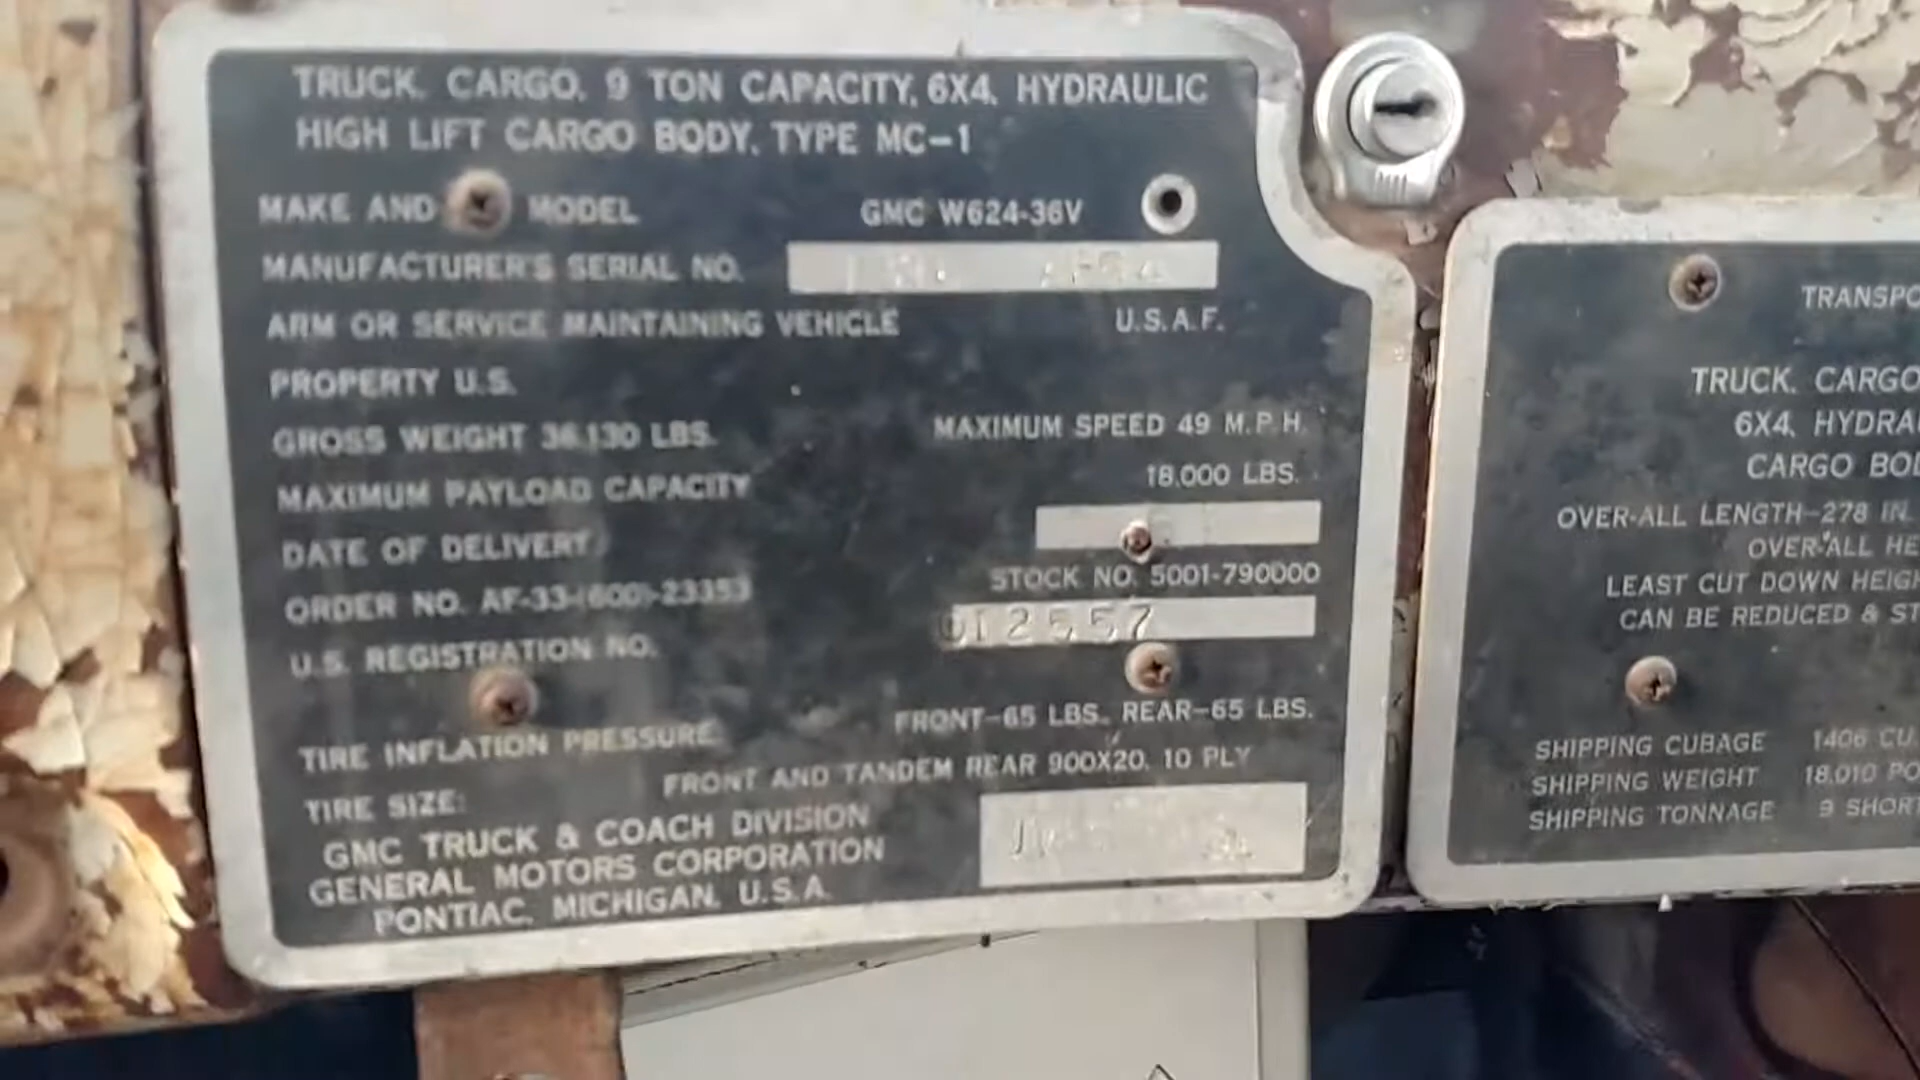 TRUCK, CARGO, 9 TON CAPACITY, 6X4, HYDRAULIC
HIGH LIFT CARGO BODY, TYPE MC-1
MAKE AND MODEL GMC W624-36V
MANUFACTURER'S SERIAL NO.
ARM OR SERVICE MAINTAINING VEHICLE U.S.A.F.
PROPERTY U.S.
GROSS WEIGHT 36,130 LBS. MAXIMUM SPEED 49 M.P.H.
MAXIMUM PAYLOAD CAPACITY 18,000 LBS.
DATE OF DELIVERY
ORDER NO. AF-33-(600)-23353 STOCK NO. 5001-790000
U.S. REGISTRATION NO. 012557
TIRE INFLATION PRESSURE FRONT-65 LBS., REAR-65 LBS.
TIRE SIZE: FRONT AND TANDEM REAR 900X20, 10 PLY
GMC TRUCK & COACH DIVISION
GENERAL MOTORS CORPORATION
PONTIAC, MICHIGAN, U.S.A.
TRANSPO
TRUCK, CARGO
6X4, HYDRAU
CARGO BOD
OVER-ALL LENGTH-278 IN.
OVER-ALL HE
LEAST CUT DOWN HEIGH
CAN BE REDUCED & ST
SHIPPING CUBAGE 1406 CU.
SHIPPING WEIGHT 18,010 PO
SHIPPING TONNAGE 9 SHORT